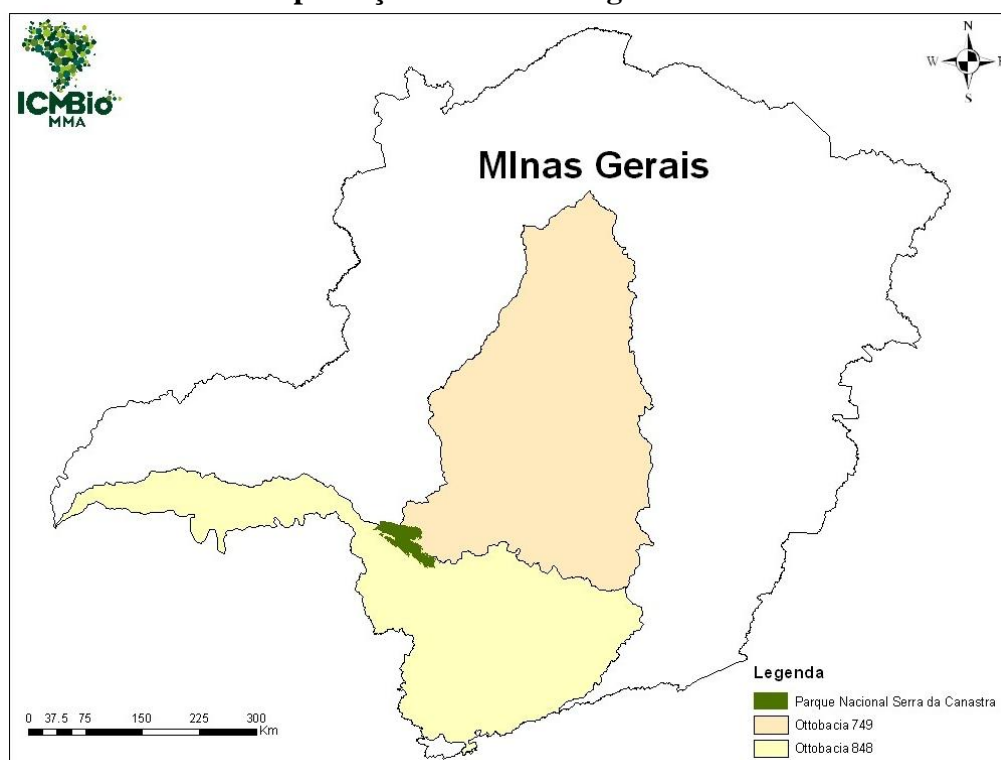 ICMBio
MMA
N
W
E
S
MInas Gerais
0 37.5 75 150 225 300
Km
Legenda
Parque Nacional Serra da Canastra
Ottobacia 749
Ottobacia 848